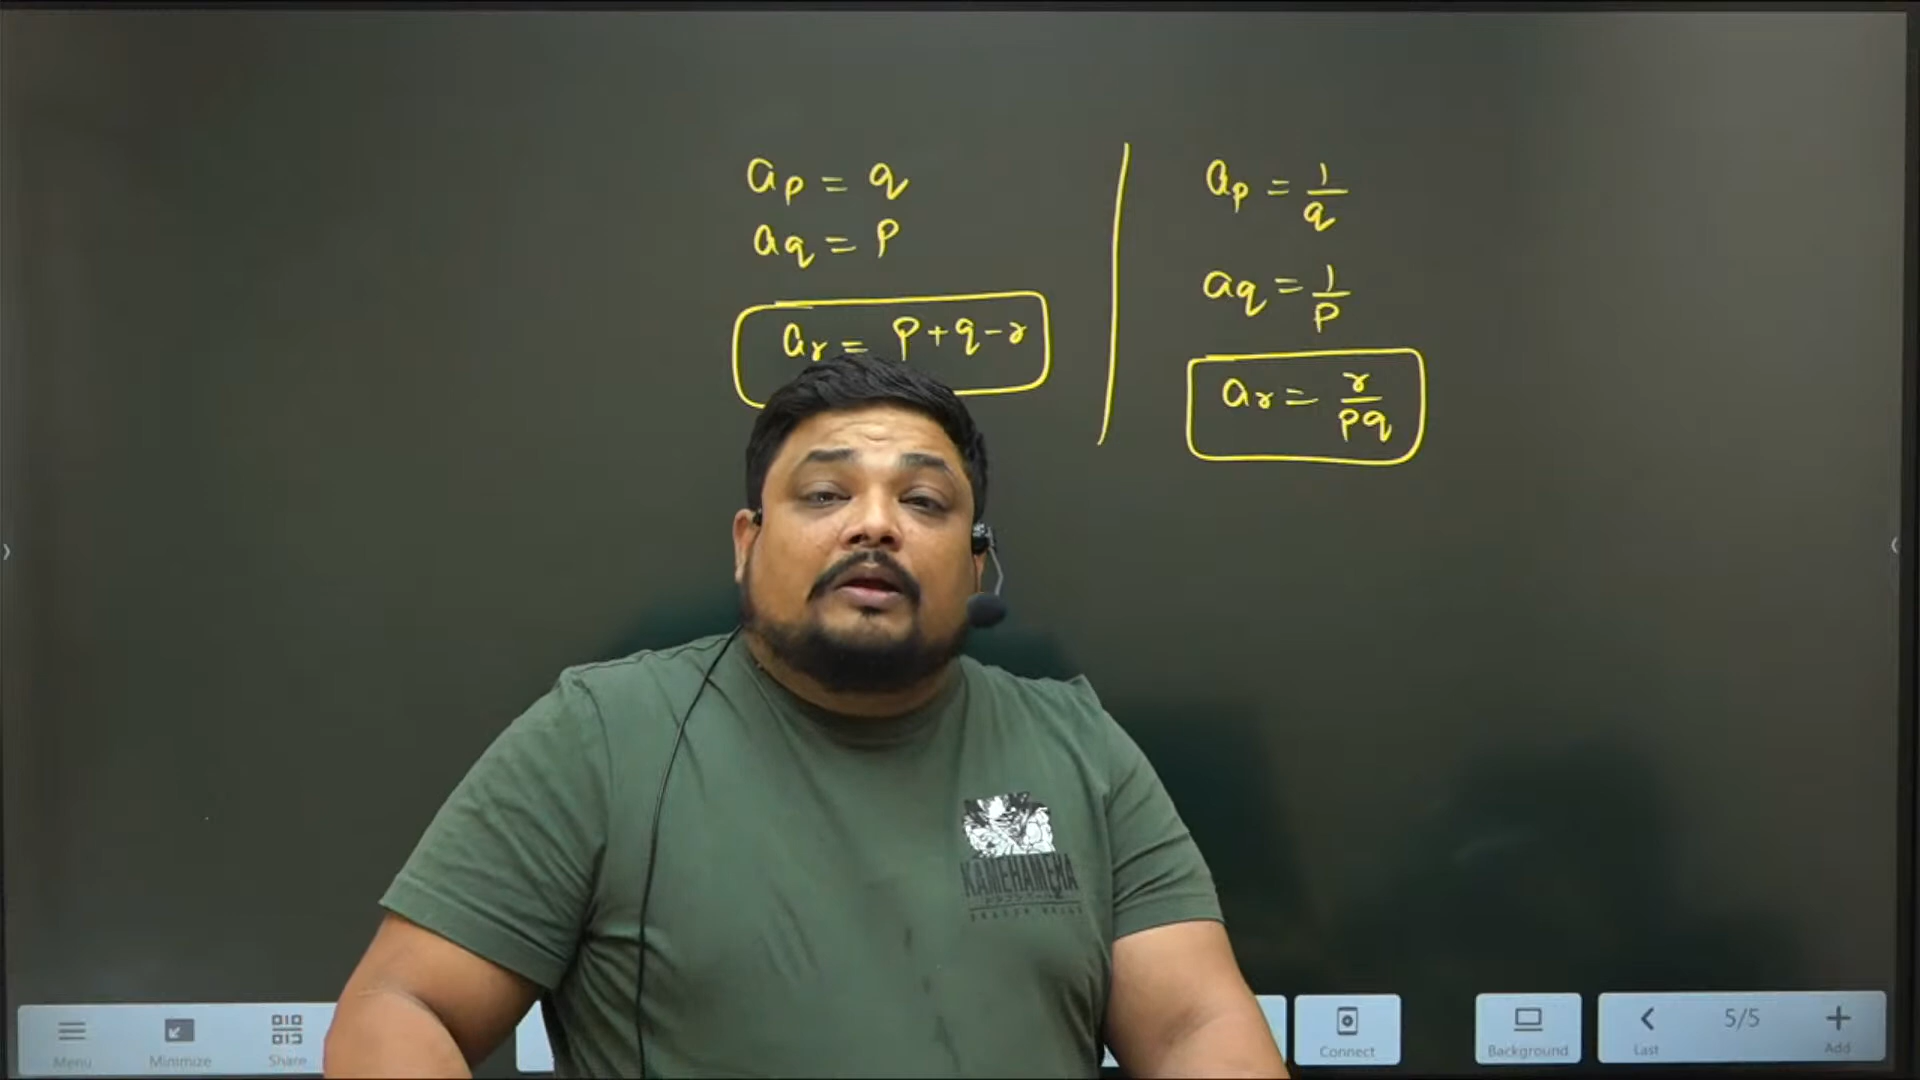 ap = q
aq = p
ar = p+q-r
ap = 1/q
aq = 1/p
ar = r/pq
KAMEHAMEHA
Menu
Minimize
Share
Connect
Background
Last
5/5
Add